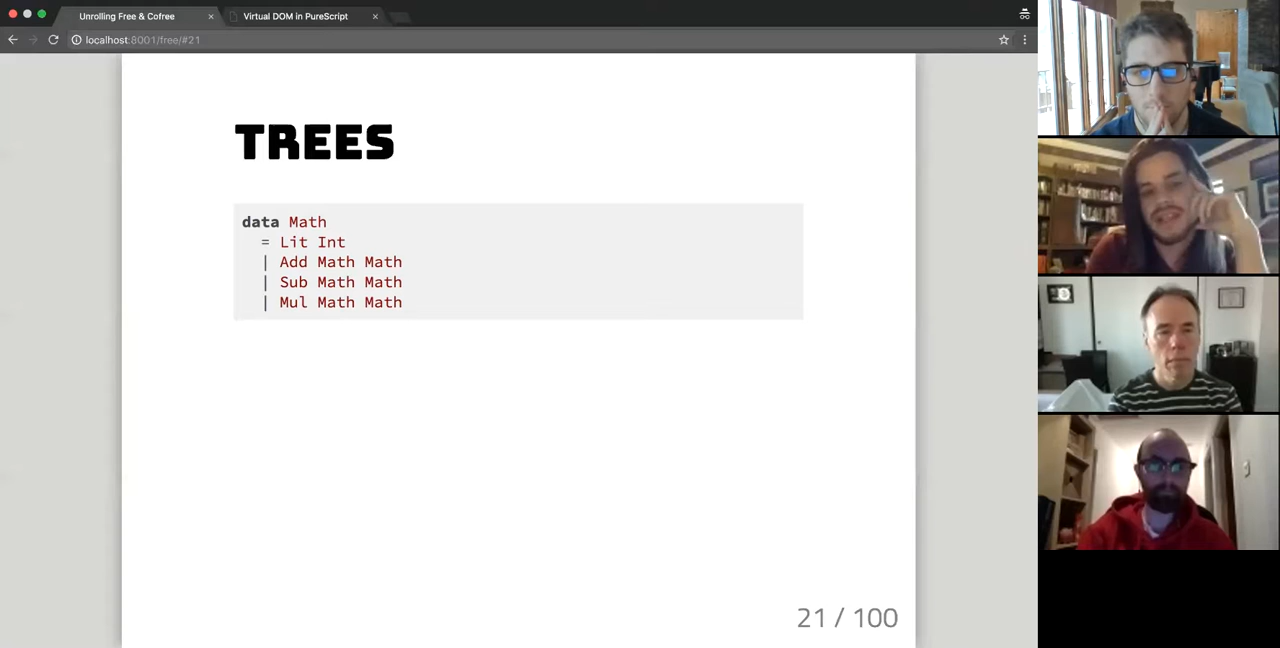 Unrolling Free & Cofree
Virtual DOM in PureScript
localhost:8001/free/#21
TREES
data Math
= Lit Int
| Add Math Math
| Sub Math Math
| Mul Math Math
21 / 100